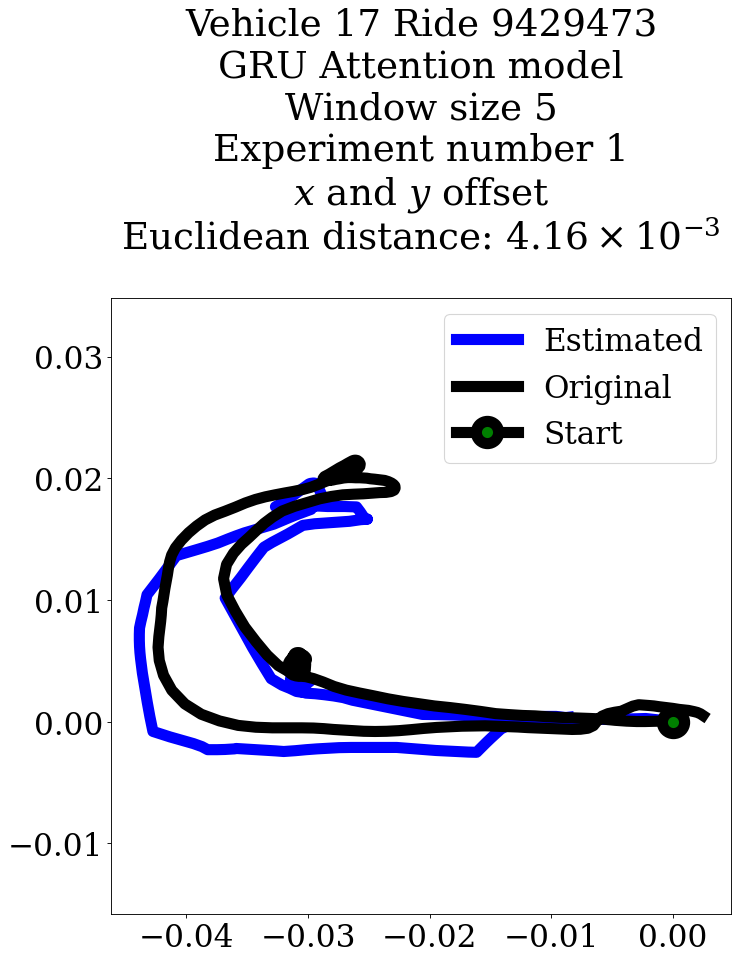 Vehicle 17 Ride 9429473
GRU Attention model
Window size 5
Experiment number 1
x and y offset
Euclidean distance: 4.16 × 10⁻³
Estimated
Original
Start
0.03
0.02
0.01
0.00
−0.01
−0.04 −0.03 −0.02 −0.01 0.00